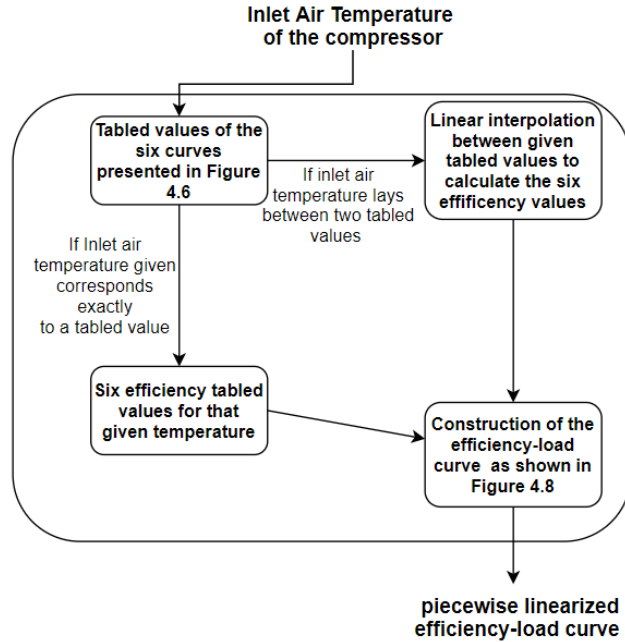 Inlet Air Temperature
of the compressor
Tabled values of the
six curves
presented in Figure
4.6
Linear interpolation
between given
tabled values to
calculate the six
effificency values
If inlet air
temperature lays
between two tabled
values
If Inlet air
temperature given
corresponds
exactly
to a tabled value
Six efficiency tabled
values for that
given temperature
Construction of the
efficiency-load
curve as shown in
Figure 4.8
piecewise linearized
efficiency-load curve